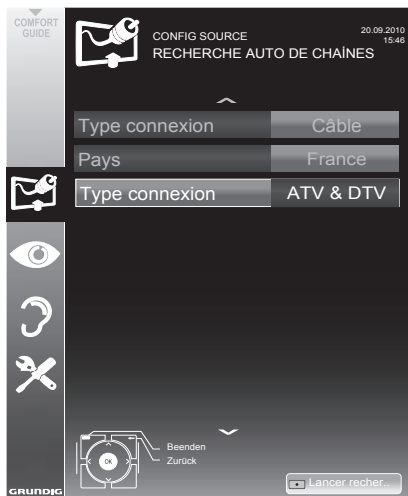 COMFORT
GUIDE
CONFIG SOURCE
20.09.2010
15:46
RECHERCHE AUTO DE CHAÎNES
Type connexion Câble
Pays France
Type connexion ATV & DTV
Beenden
OK
Zurück
Lancer recher..
GRUNDIG